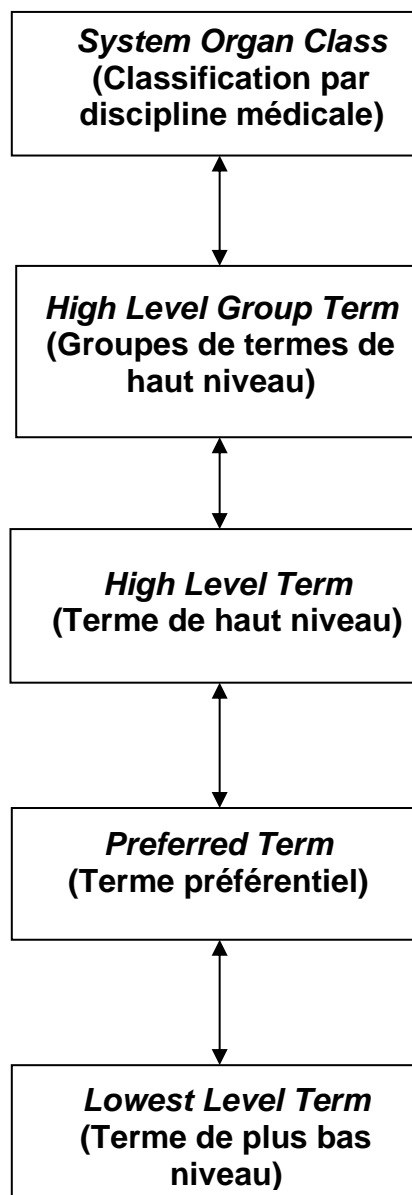 System Organ Class
(Classification par
discipline médicale)
High Level Group Term
(Groupes de termes de
haut niveau)
High Level Term
(Terme de haut niveau)
Preferred Term
(Terme préférentiel)
Lowest Level Term
(Terme de plus bas
niveau)